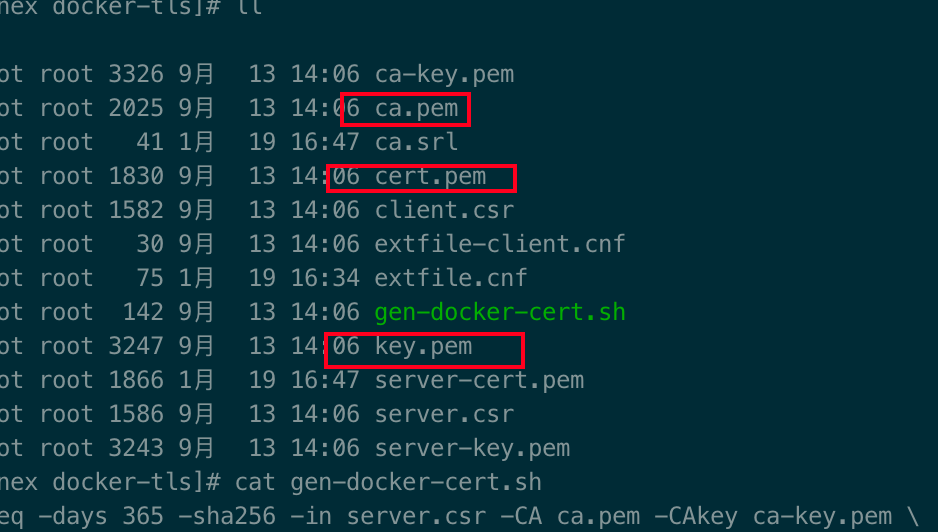 nex docker-tls]# ll
ot root 3326 9月 13 14:06 ca-key.pem
ot root 2025 9月 13 14:06 ca.pem
ot root 41 1月 19 16:47 ca.srl
ot root 1830 9月 13 14:06 cert.pem
ot root 1582 9月 13 14:06 client.csr
ot root 30 9月 13 14:06 extfile-client.cnf
ot root 75 1月 19 16:34 extfile.cnf
ot root 142 9月 13 14:06 gen-docker-cert.sh
ot root 3247 9月 13 14:06 key.pem
ot root 1866 1月 19 16:47 server-cert.pem
ot root 1586 9月 13 14:06 server.csr
ot root 3243 9月 13 14:06 server-key.pem
nex docker-tls]# cat gen-docker-cert.sh
eq -days 365 -sha256 -in server.csr -CA ca.pem -CAkey ca-key.pem \